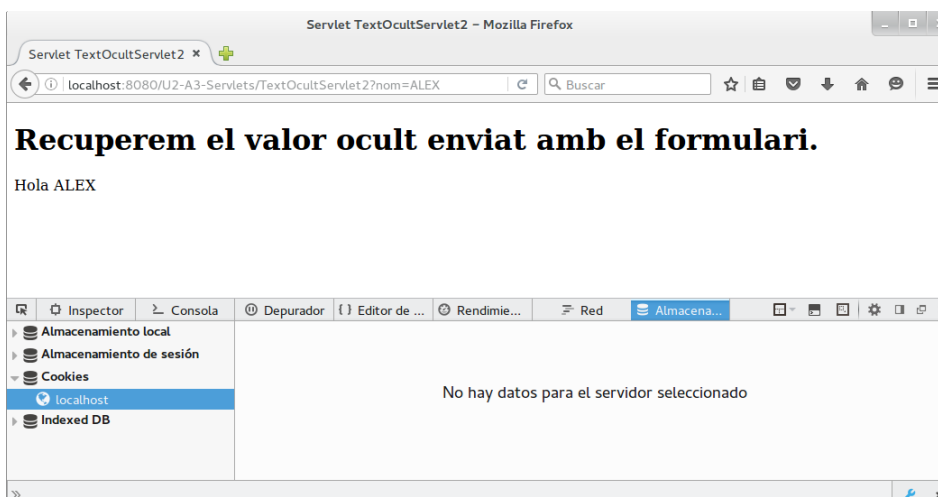 Servlet TextOcultServlet2 – Mozilla Firefox
Servlet TextOcultServlet2
localhost:8080/U2-A3-Servlets/TextOcultServlet2?nom=ALEX
Buscar
Recuperem el valor ocult enviat amb el formulari.
Hola ALEX
Inspector
Consola
Depurador
Editor de ...
Rendimie...
Red
Almacena...
Almacenamiento local
Almacenamiento de sesión
Cookies
localhost
Indexed DB
No hay datos para el servidor seleccionado